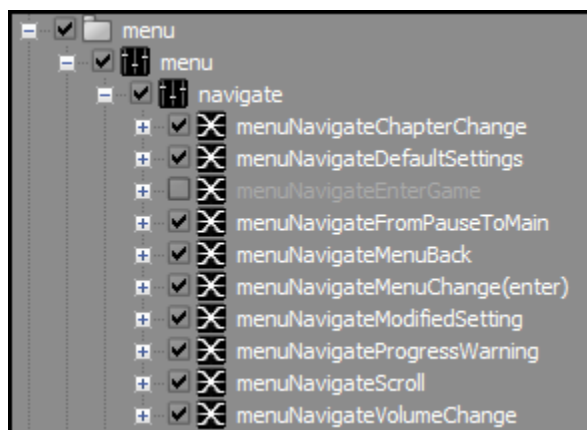 menu
menu
navigate
menuNavigateChapterChange
menuNavigateDefaultSettings
menuNavigateEnterGame
menuNavigateFromPauseToMain
menuNavigateMenuBack
menuNavigateMenuChange(enter)
menuNavigateModifiedSetting
menuNavigateProgressWarning
menuNavigateScroll
menuNavigateVolumeChange